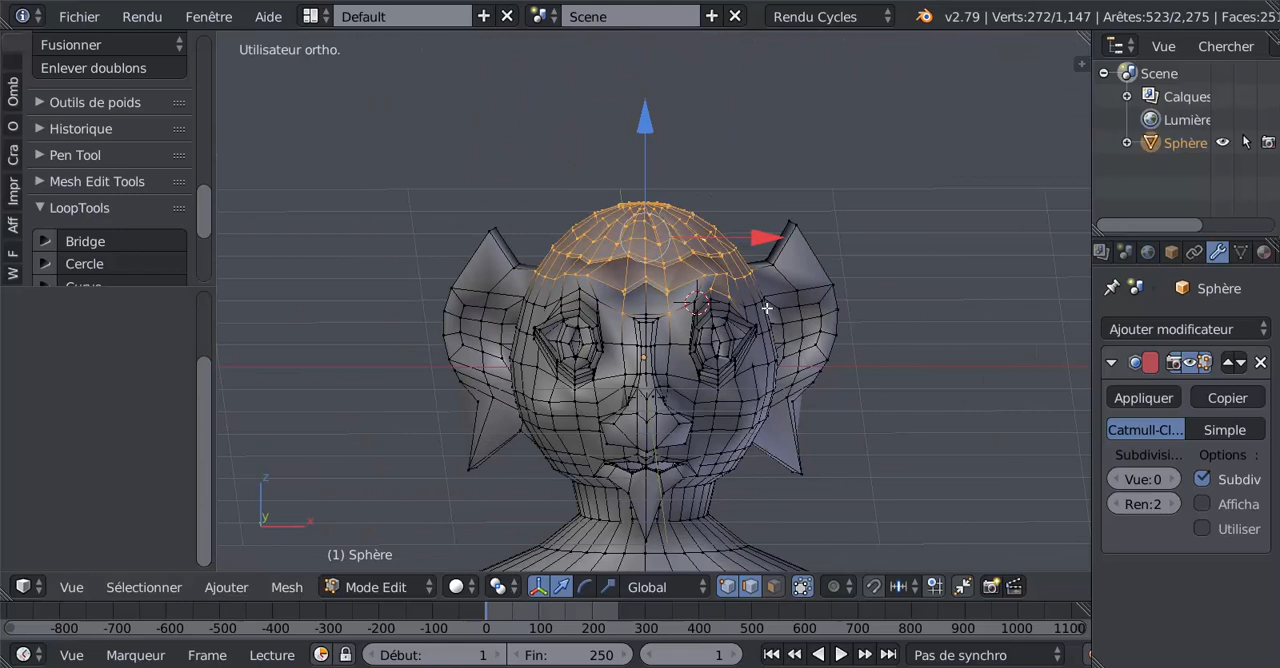 Fichier Rendu Fenêtre Aide Default Scene Rendu Cycles v2.79 | Verts:272/1,147 | Arêtes:523/2,275 | Faces:25
Fusionner
Enlever doublons
Outils de poids
Historique
Pen Tool
Mesh Edit Tools
LoopTools
Bridge
Cercle
Omb
O
Cra
Impr
Aff
F
W
Utilisateur ortho.
z
y
x
(1) Sphère
Vue Chercher
Scene
Calques
Lumière
Sphère
Sphère
Ajouter modificateur
Appliquer Copier
Catmull-Cl... Simple
Subdivisi... Options :
Vue:0 Subdiv
Ren:2 Afficha
Utiliser
Vue Sélectionner Ajouter Mesh Mode Edit Global
-800 -700 -600 -500 -400 -300 -200 -100 0 100 200 300 400 500 600 700 800 900 1000 1100
Vue Marqueur Frame Lecture Début: 1 Fin: 250 1 Pas de synchro